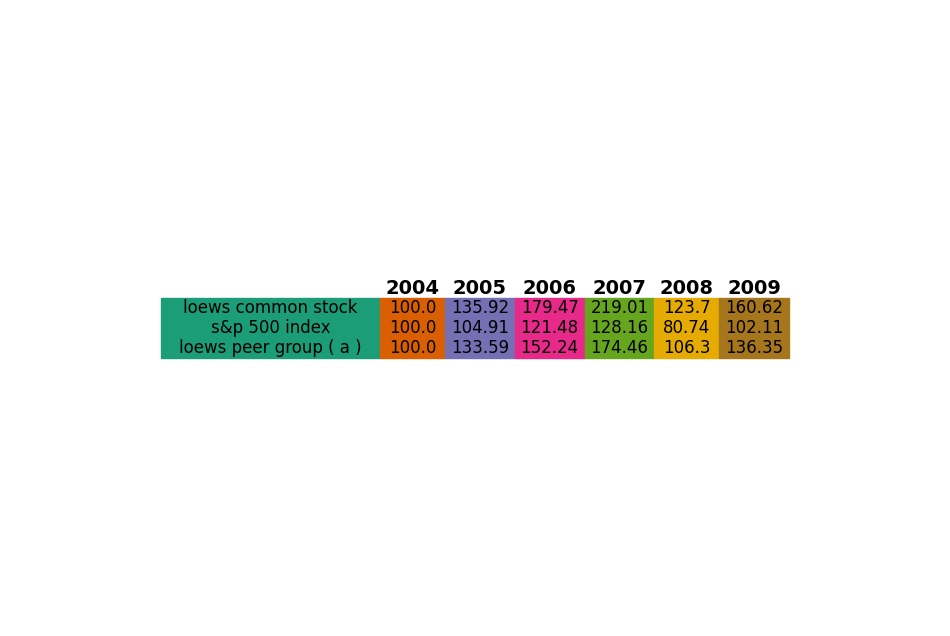 2004 2005 2006 2007 2008 2009
loews common stock 100.0 135.92 179.47 219.01 123.7 160.62
s&p 500 index 100.0 104.91 121.48 128.16 80.74 102.11
loews peer group ( a ) 100.0 133.59 152.24 174.46 106.3 136.35